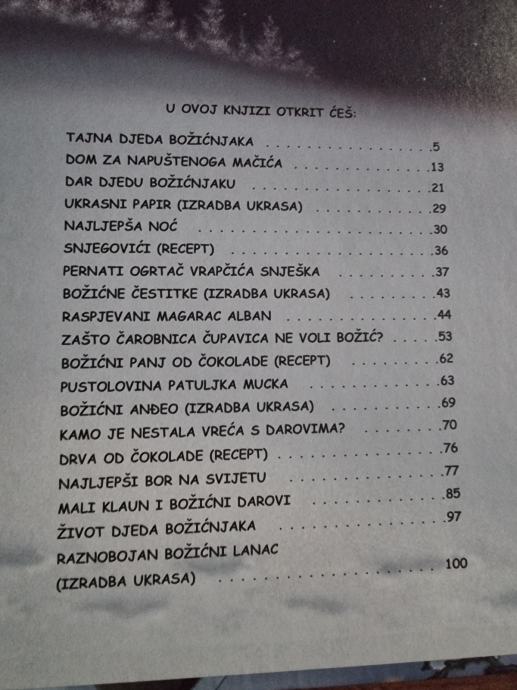 U OVOJ KNJIZI OTKRIT ĆEŠ:
TAJNA DJEDA BOŽIĆNJAKA . . . . . . . . . . . . . .5
DOM ZA NAPUŠTENOGA MAČIĆA . . . . . . . . . . . .13
DAR DJEDU BOŽIĆNJAKU . . . . . . . . . . . . . . .21
UKRASNI PAPIR (IZRADBA UKRASA) . . . . . . . . . .29
NAJLJEPŠA NOĆ . . . . . . . . . . . . . . . . . . .30
SNJEGOVIĆI (RECEPT) . . . . . . . . . . . . . . . .36
PERNATI OGRTAČ VRAPČIĆA SNJEŠKA . . . . . . . . .37
BOŽIĆNE ČESTITKE (IZRADBA UKRASA) . . . . . . . .43
RASPJEVANI MAGARAC ALBAN . . . . . . . . . . . . .44
ZAŠTO ČAROBNICA ČUPAVICA NE VOLI BOŽIĆ? . . . . .53
BOŽIĆNI PANJ OD ČOKOLADE (RECEPT) . . . . . . . .62
PUSTOLOVINA PATULJKA MUCKA . . . . . . . . . . . .63
BOŽIĆNI ANĐEO (IZRADBA UKRASA) . . . . . . . . . .69
KAMO JE NESTALA VREĆA S DAROVIMA? . . . . . . . .70
DRVA OD ČOKOLADE (RECEPT) . . . . . . . . . . . . .76
NAJLJEPŠI BOR NA SVIJETU . . . . . . . . . . . . .77
MALI KLAUN I BOŽIĆNI DAROVI . . . . . . . . . . .85
ŽIVOT DJEDA BOŽIĆNJAKA . . . . . . . . . . . . . .97
RAZNOBOJAN BOŽIĆNI LANAC
(IZRADBA UKRASA) . . . . . . . . . . . . . . . . . 100